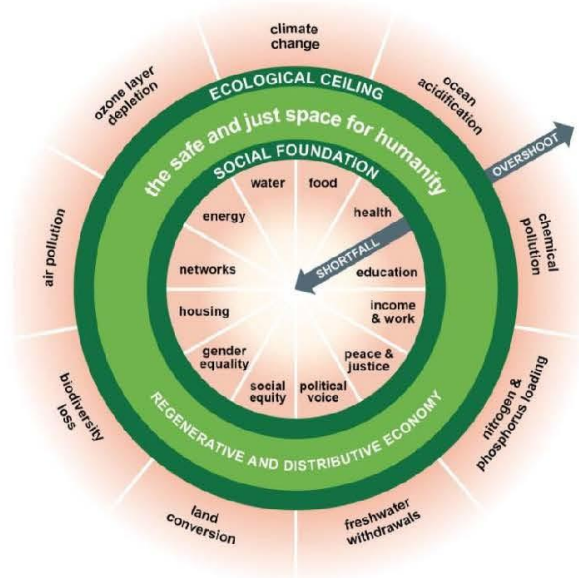 climate
change
ozone layer
depletion
ocean
acidification
ECOLOGICAL CEILING
the safe and just space for humanity
OVERSHOOT
SOCIAL FOUNDATION
water
food
energy
health
air pollution
chemical
pollution
SHORTFALL
networks
education
housing
income
& work
gender
equality
peace &
justice
social
equity
political
voice
biodiversity
loss
REGENERATIVE AND DISTRIBUTIVE ECONOMY
nitrogen &
phosphorus loading
land
conversion
freshwater
withdrawals